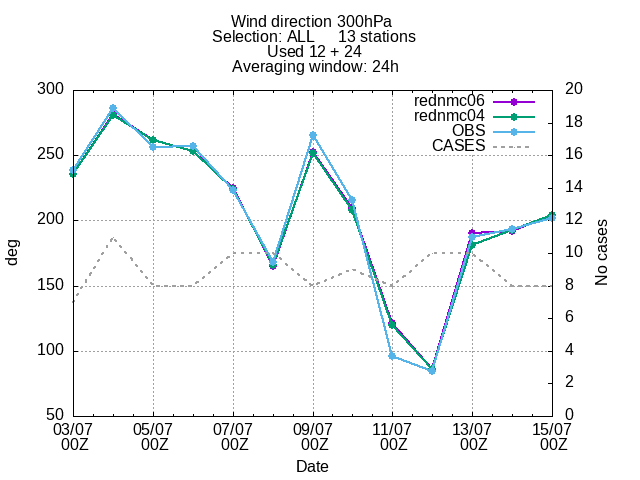 Wind direction 300hPa
Selection: ALL 13 stations
Used 12 + 24
Averaging window: 24h
300
250
200
150
100
50
deg
rednmc06
rednmc04
OBS
CASES
20
18
16
14
12
10
8
6
4
2
0
No cases
03/07 05/07 07/07 09/07 11/07 13/07 15/07
00Z 00Z 00Z 00Z 00Z 00Z 00Z
Date